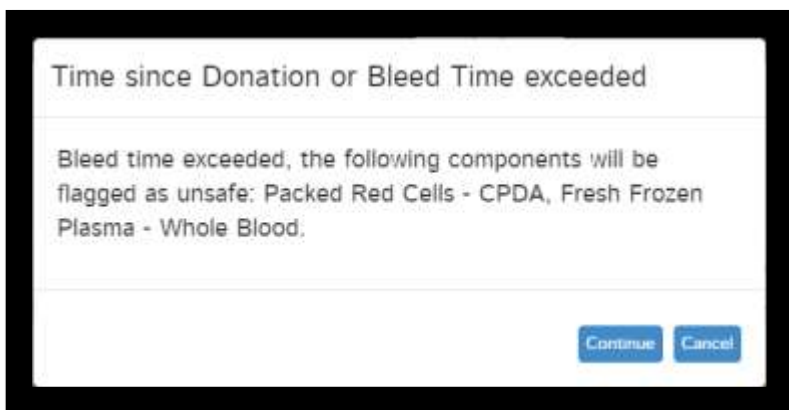 Time since Donation or Bleed Time exceeded
Bleed time exceeded, the following components will be
flagged as unsafe: Packed Red Cells - CPDA, Fresh Frozen
Plasma - Whole Blood.
Continue Cancel